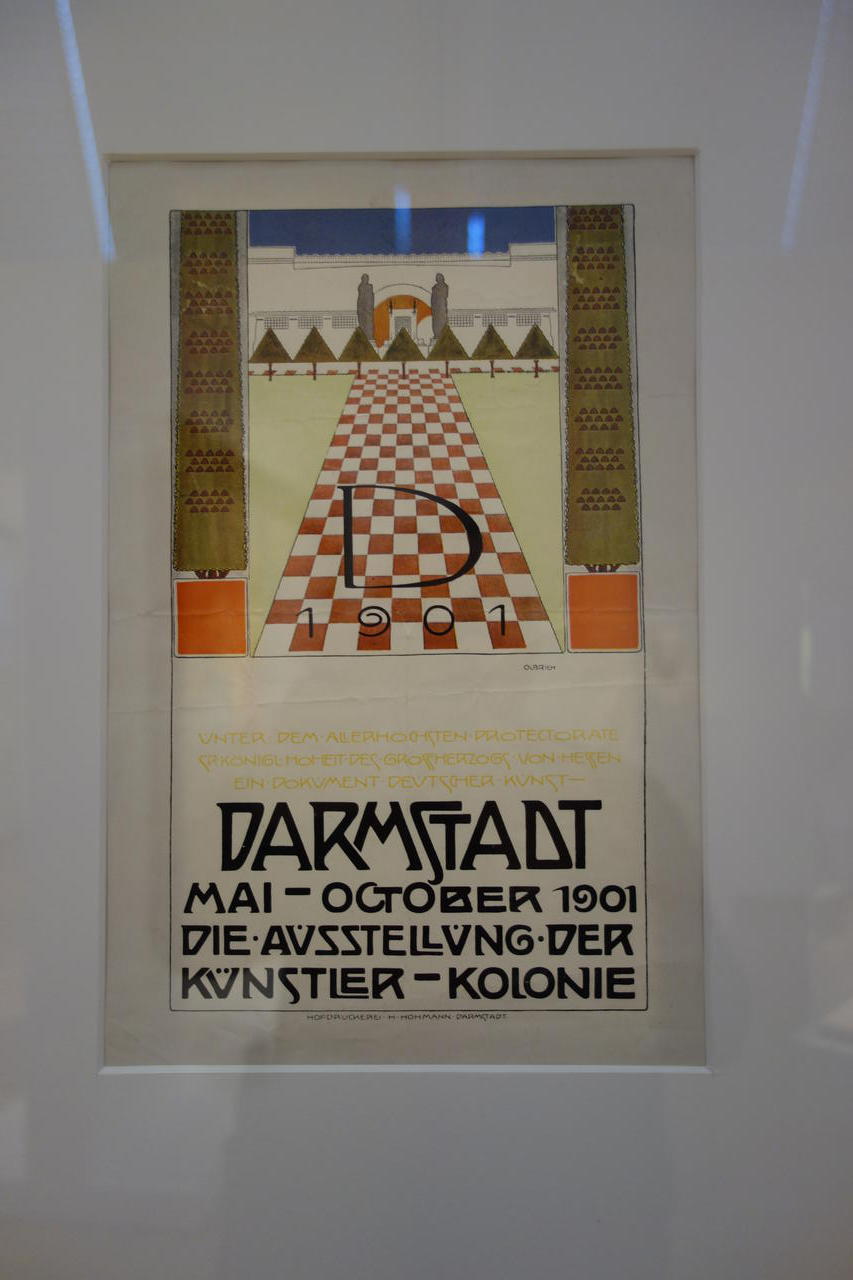 D
1901
OLBRICH
UNTER·DEM·ALLERHÖCHSTEN·PROTECTORATE
SR·KÖNIGL·HOHEIT·DES·GROSSHERZOGS·VON·HESSEN
EIN·DOKUMENT·DEUTSCHER·KUNST—
DARMSTADT
MAI — OCTOBER 1901
DIE·AUSSTELLUNG·DER
KÜNSTLER — KOLONIE
HOFDRUCKEREI·H·HOHMANN·DARMSTADT